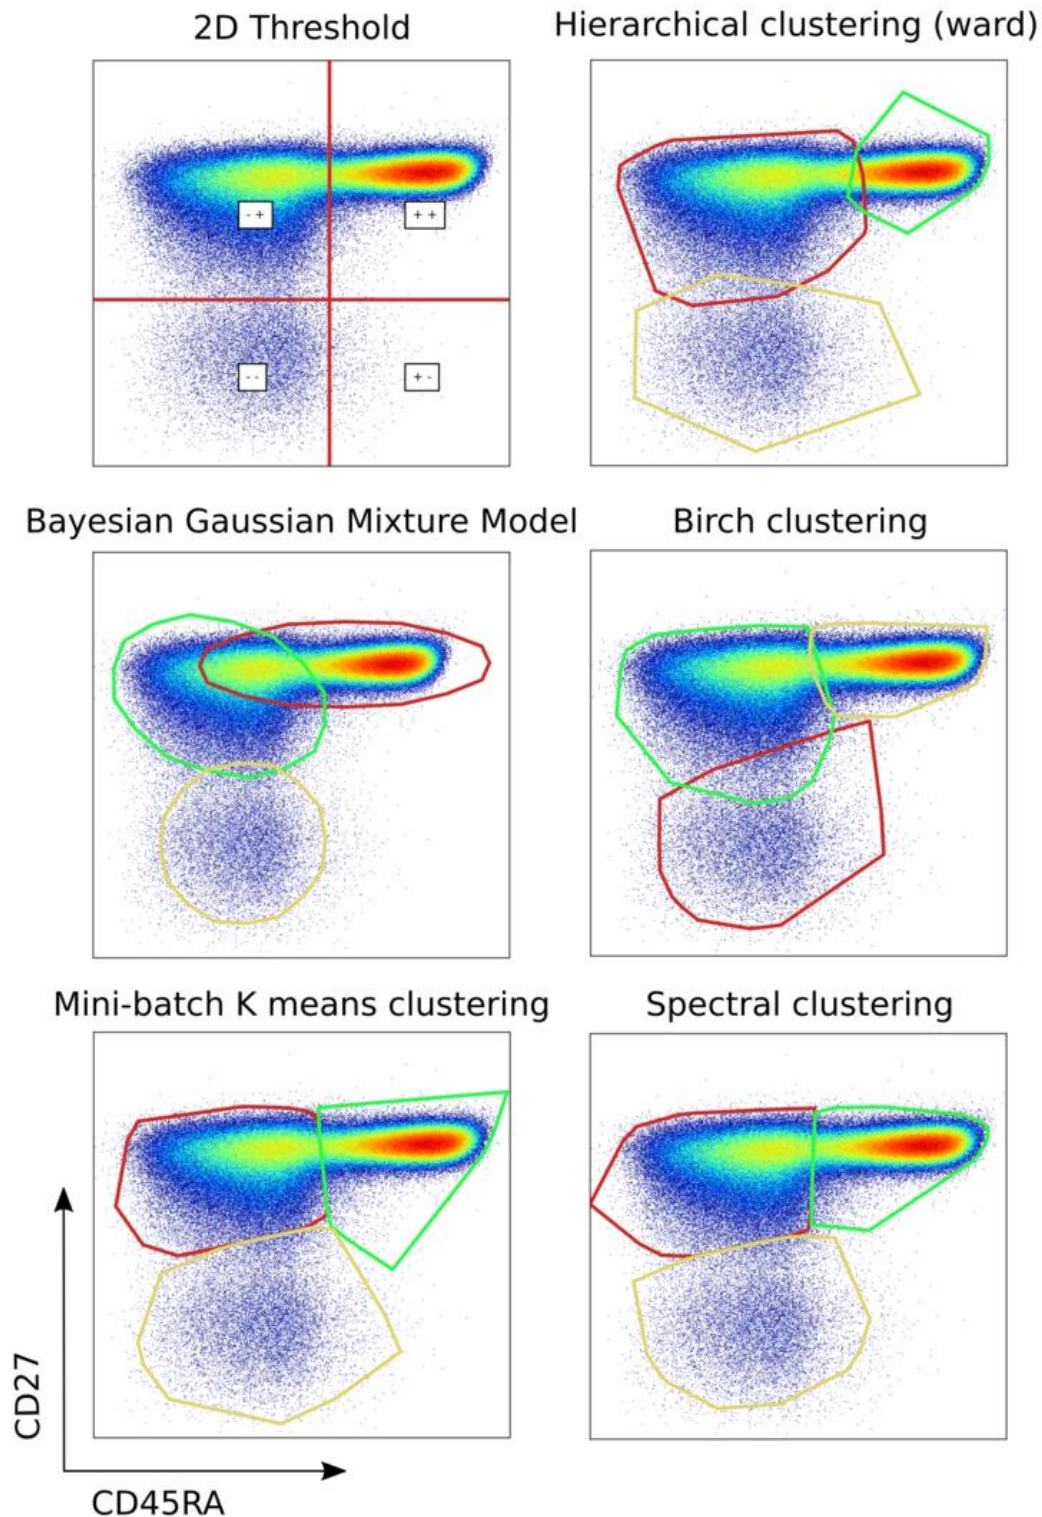 2D Threshold
Hierarchical clustering (ward)
- +
+ +
- -
+ -
Bayesian Gaussian Mixture Model
Birch clustering
Mini-batch K means clustering
Spectral clustering
CD27
CD45RA